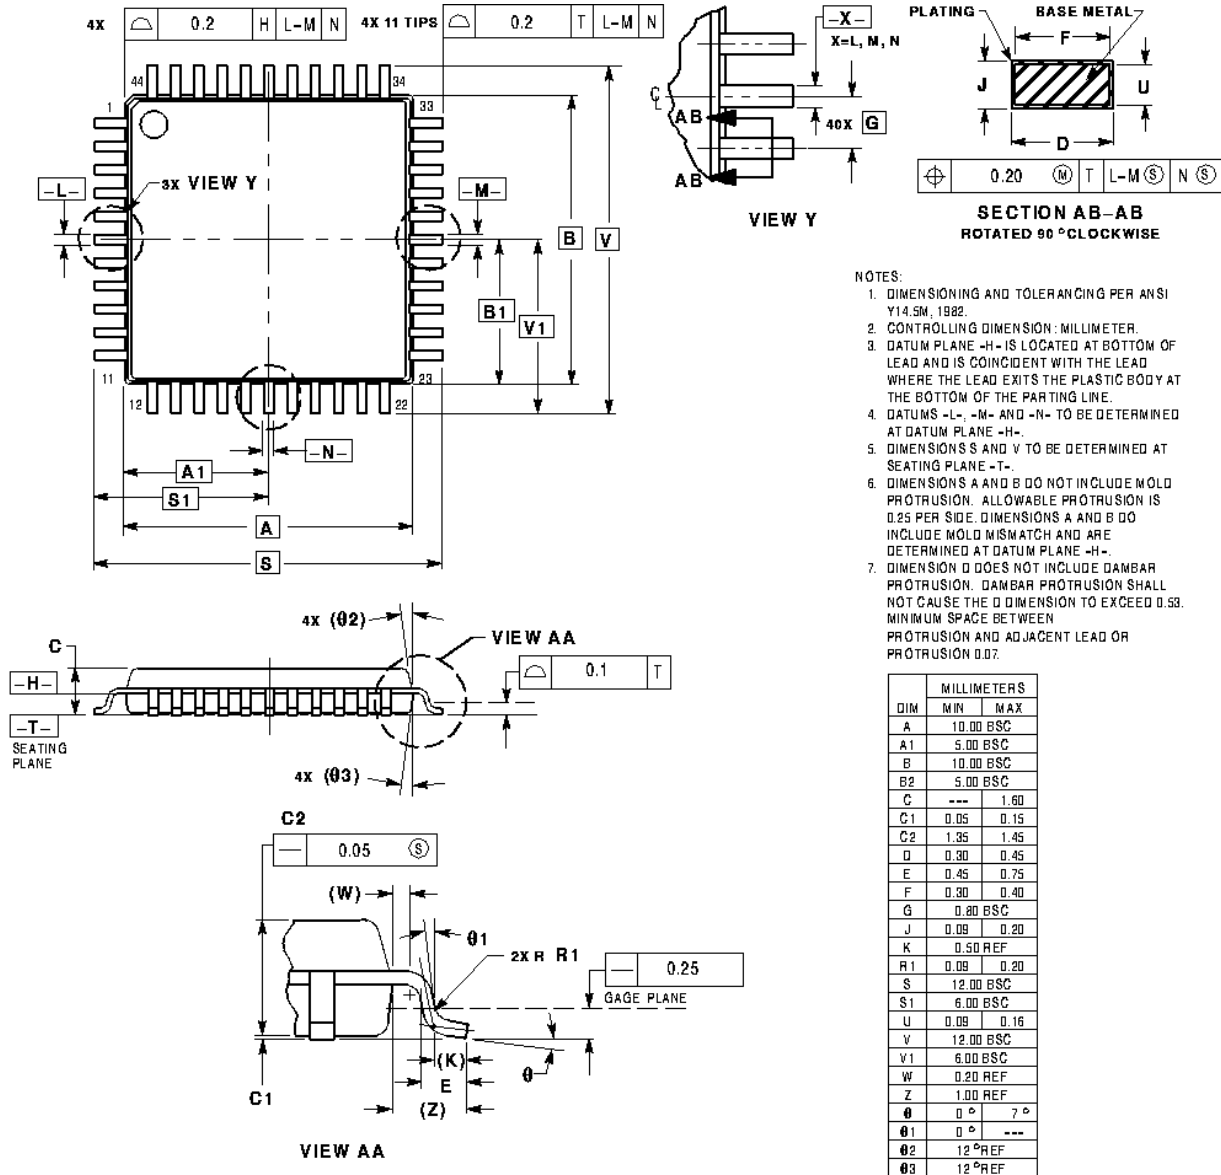 4X 0.2 H L-M N
4X 11 TIPS 0.2 T L-M N
-X-
X=L, M, N
PLATING
BASE METAL
F
J
U
D
44
34
1
33
℄
AB
40X G
AB
0.20 Ⓜ T L-M Ⓢ N Ⓢ
VIEW Y
SECTION AB-AB
ROTATED 90 ° CLOCKWISE
-L-
3X VIEW Y
-M-
B
V
B1
V1
11
23
12
22
-N-
A1
S1
A
S
4X (θ2)
C
VIEW AA
0.1 T
-H-
-T-
SEATING
PLANE
4X (θ3)
C2
0.05 Ⓢ
(W)
θ1
2X R R1
0.25
GAGE PLANE
(K)
θ
E
C1
(Z)
VIEW AA
NOTES:
1. DIMENSIONING AND TOLERANCING PER ANSI
Y14.5M, 1982.
2. CONTROLLING DIMENSION: MILLIMETER.
3. DATUM PLANE -H- IS LOCATED AT BOTTOM OF
LEAD AND IS COINCIDENT WITH THE LEAD
WHERE THE LEAD EXITS THE PLASTIC BODY AT
THE BOTTOM OF THE PARTING LINE.
4. DATUMS -L-, -M- AND -N- TO BE DETERMINED
AT DATUM PLANE -H-.
5. DIMENSIONS S AND V TO BE DETERMINED AT
SEATING PLANE -T-.
6. DIMENSIONS A AND B DO NOT INCLUDE MOLD
PROTRUSION. ALLOWABLE PROTRUSION IS
0.25 PER SIDE. DIMENSIONS A AND B DO
INCLUDE MOLD MISMATCH AND ARE
DETERMINED AT DATUM PLANE -H-.
7. DIMENSION D DOES NOT INCLUDE DAMBAR
PROTRUSION. DAMBAR PROTRUSION SHALL
NOT CAUSE THE D DIMENSION TO EXCEED 0.53.
MINIMUM SPACE BETWEEN
PROTRUSION AND ADJACENT LEAD OR
PROTRUSION 0.07.
MILLIMETERS
DIM MIN MAX
A 10.00 BSC
A1 5.00 BSC
B 10.00 BSC
B2 5.00 BSC
C --- 1.60
C1 0.05 0.15
C2 1.35 1.45
D 0.30 0.45
E 0.45 0.75
F 0.30 0.40
G 0.80 BSC
J 0.09 0.20
K 0.50 REF
R1 0.09 0.20
S 12.00 BSC
S1 6.00 BSC
U 0.09 0.16
V 12.00 BSC
V1 6.00 BSC
W 0.20 REF
Z 1.00 REF
θ 0 ° 7 °
θ1 0 ° ---
θ2 12 ° REF
θ3 12 ° REF